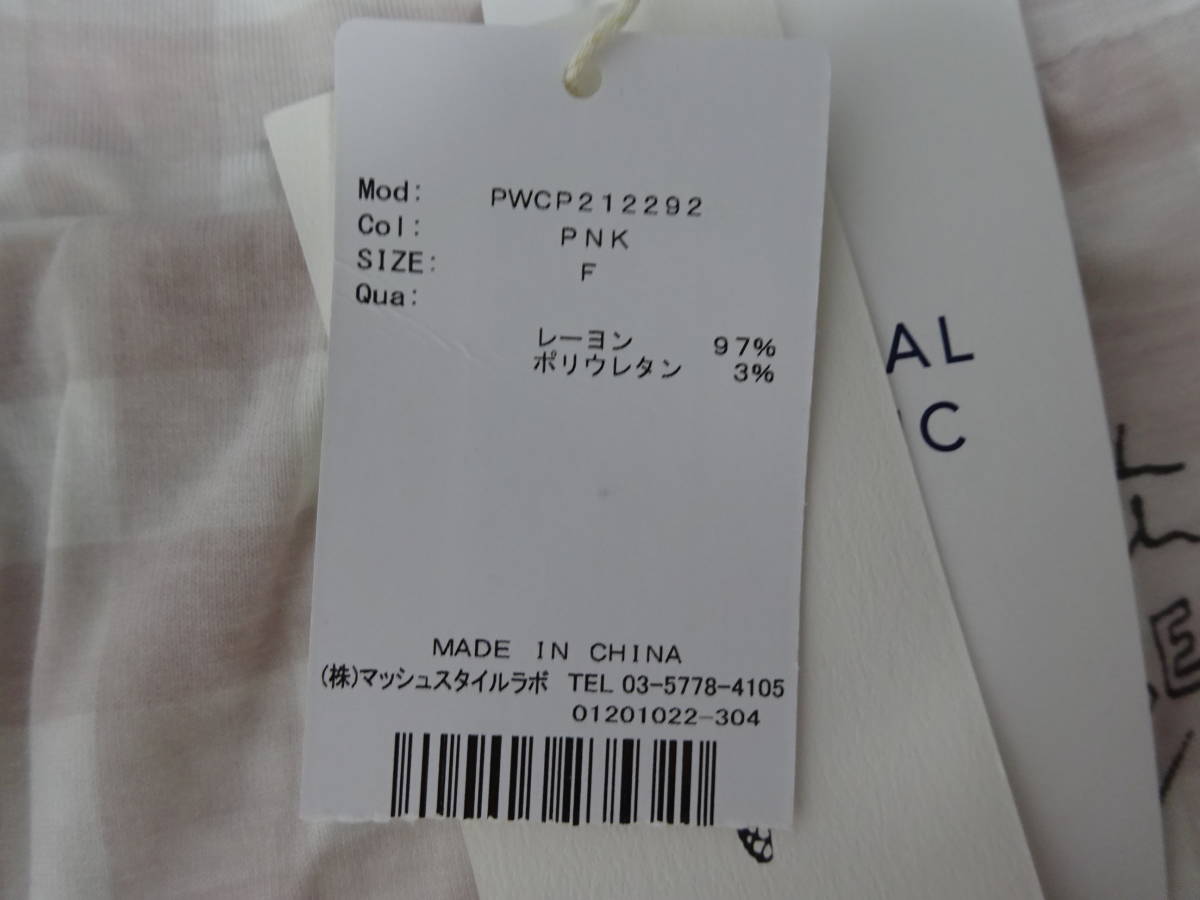 Mod: PWCP212292
Col: PNK
SIZE: F
Qua:
レーヨン 97%
ポリウレタン 3%
MADE IN CHINA
(株)マッシュスタイルラボ TEL 03-5778-4105
01201022-304
AL
C